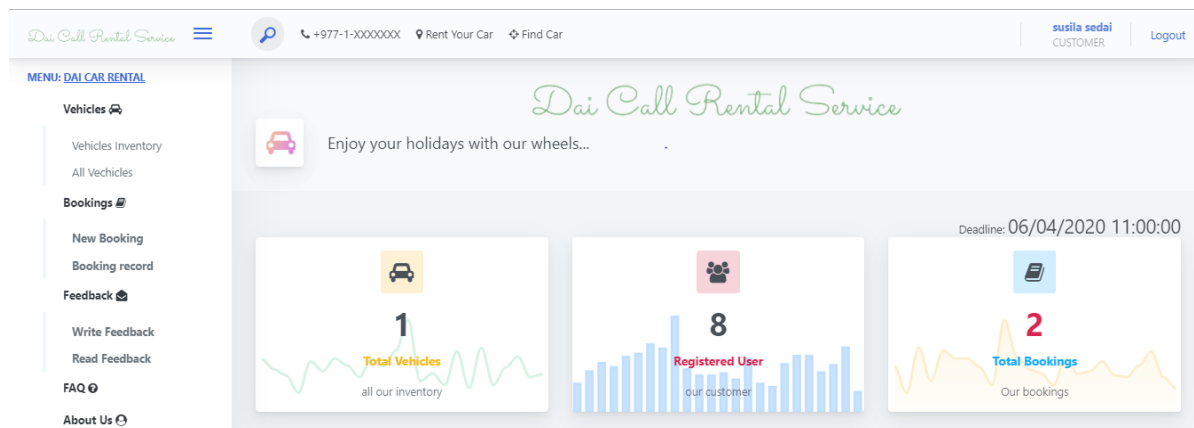 Dai Call Rental Service
+977-1-XXXXXXX Rent Your Car Find Car
susila sedai
CUSTOMER
Logout
MENU: DAI CAR RENTAL
Vehicles
Vehicles Inventory
All Vechicles
Bookings
New Booking
Booking record
Feedback
Write Feedback
Read Feedback
FAQ
About Us
Dai Call Rental Service
Enjoy your holidays with our wheels... .
Deadline: 06/04/2020 11:00:00
1
Total Vehicles
all our inventory
8
Registered User
our customer
2
Total Bookings
Our bookings